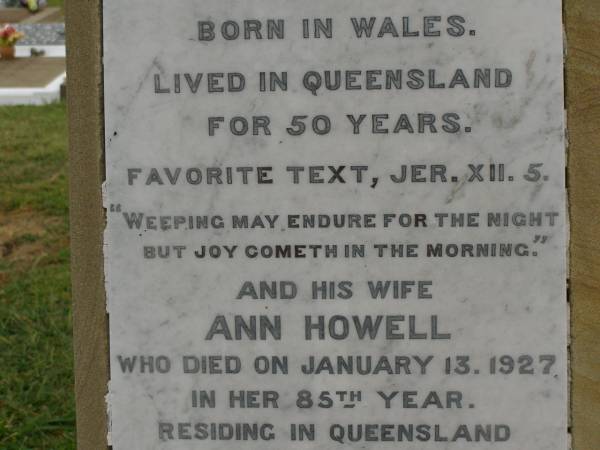 BORN IN WALES.
LIVED IN QUEENSLAND
FOR 50 YEARS.
FAVORITE TEXT, JER. XII. 5.
"WEEPING MAY ENDURE FOR THE NIGHT
BUT JOY COMETH IN THE MORNING."
AND HIS WIFE
ANN HOWELL
WHO DIED ON JANUARY 13. 1927
IN HER 85TH YEAR.
RESIDING IN QUEENSLAND